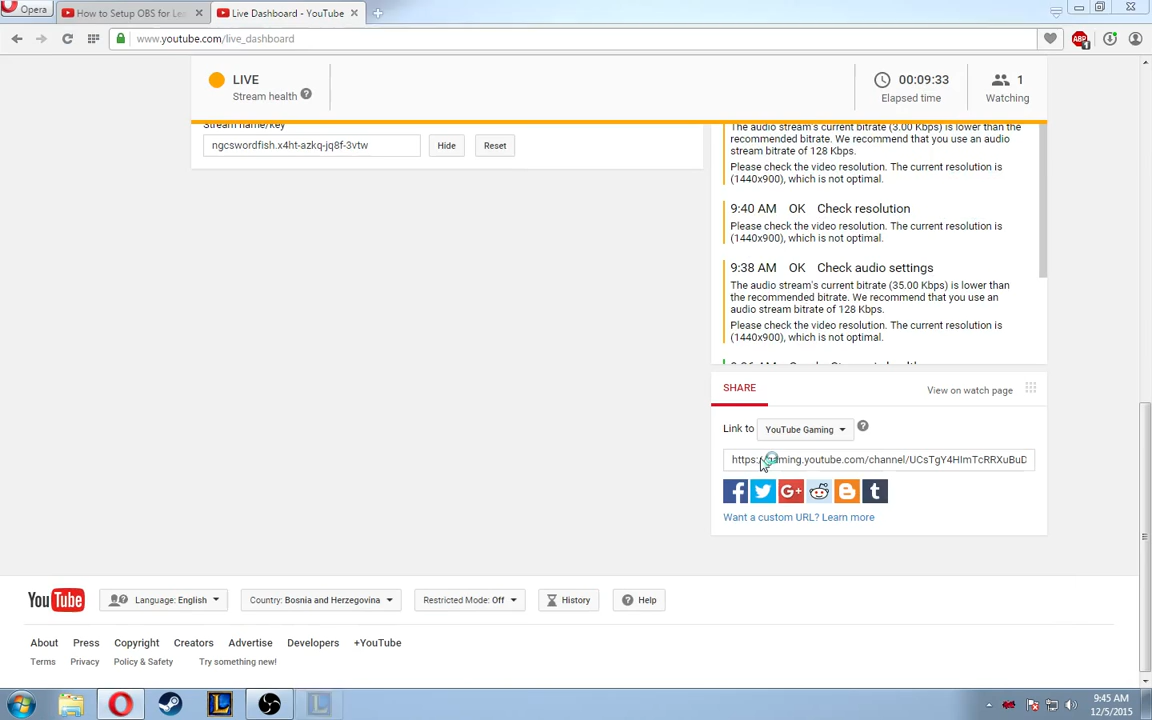 Opera
How to Setup OBS for Le
Live Dashboard - YouTube
www.youtube.com/live_dashboard
ABP
1
LIVE
Stream health
00:09:33
Elapsed time
1
Watching
Stream name/key
ngcswordfish.x4ht-azkq-jq8f-3vtw
Hide
Reset
The audio stream's current bitrate (3.00 Kbps) is lower than
the recommended bitrate. We recommend that you use an
audio stream bitrate of 128 Kbps.
Please check the video resolution. The current resolution is
(1440x900), which is not optimal.
9:40 AM OK Check resolution
Please check the video resolution. The current resolution is
(1440x900), which is not optimal.
9:38 AM OK Check audio settings
The audio stream's current bitrate (35.00 Kbps) is lower than
the recommended bitrate. We recommend that you use an
audio stream bitrate of 128 Kbps.
Please check the video resolution. The current resolution is
(1440x900), which is not optimal.
SHARE
View on watch page
Link to
YouTube Gaming
https://gaming.youtube.com/channel/UCsTgY4HImTcRRXuBuD
Want a custom URL? Learn more
YouTube
Language: English
Country: Bosnia and Herzegovina
Restricted Mode: Off
History
Help
About Press Copyright Creators Advertise Developers +YouTube
Terms Privacy Policy & Safety Try something new!
9:45 AM
12/5/2015